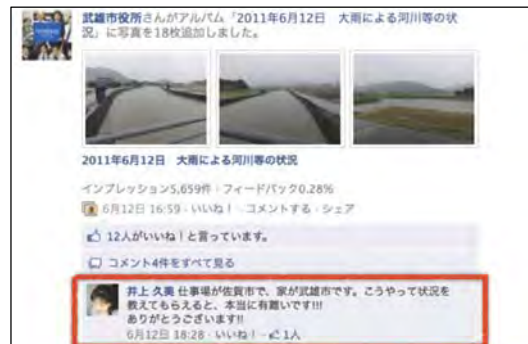 武雄市役所さんがアルバム「2011年6月12日　大雨による河川等の状
況」に写真を18枚追加しました。
2011年6月12日　大雨による河川等の状況
インプレッション5,659件・フィードバック0.28%
6月12日 16:59・いいね！・コメントする・シェア
12人がいいね！と言っています。
コメント4件をすべて見る
井上 久美 仕事場が佐賀市で、家が武雄市です。こうやって状況を
教えてもらえると、本当に有難いです!!!
ありがとうございます!!
6月12日 18:28・いいね！・1人